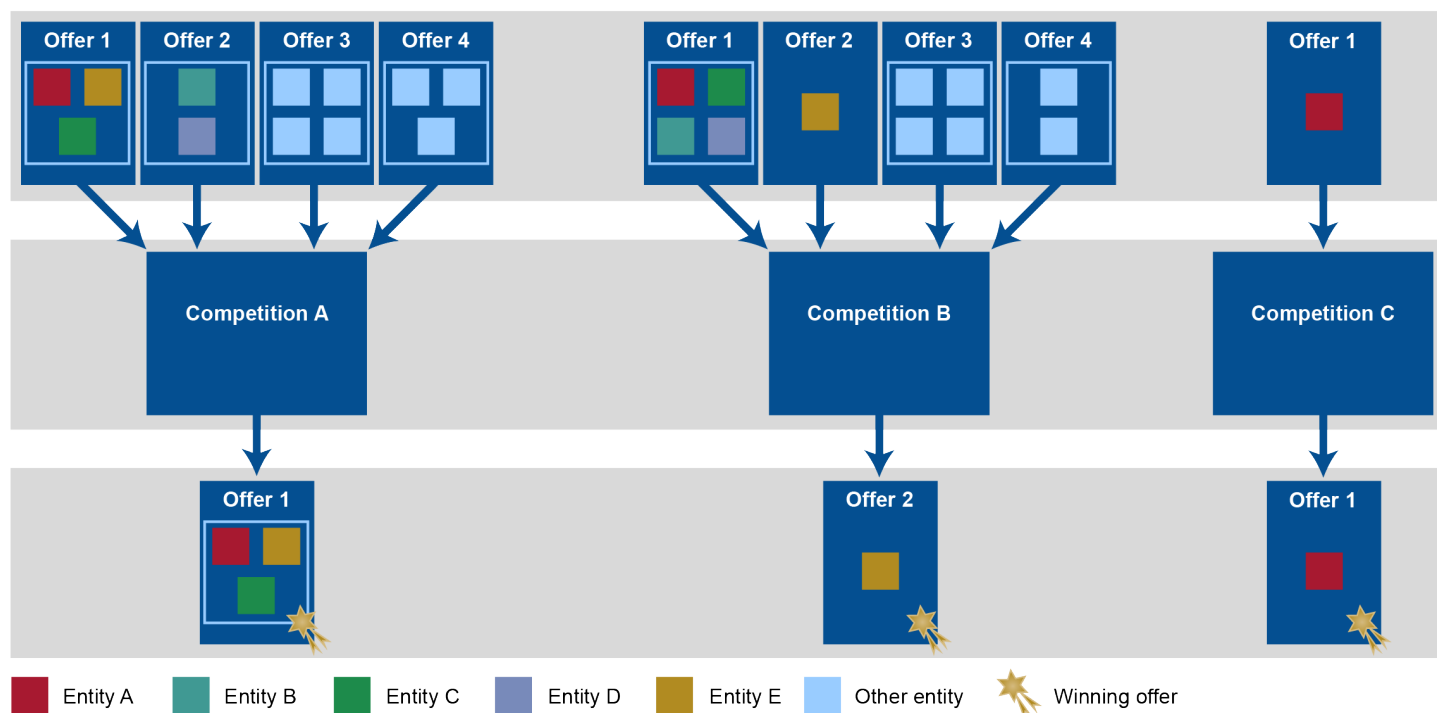 Offer 1 Offer 2 Offer 3 Offer 4 Offer 1 Offer 2 Offer 3 Offer 4 Offer 1
Competition A Competition B Competition C
Offer 1 Offer 2 Offer 1
Entity A Entity B Entity C Entity D Entity E Other entity Winning offer